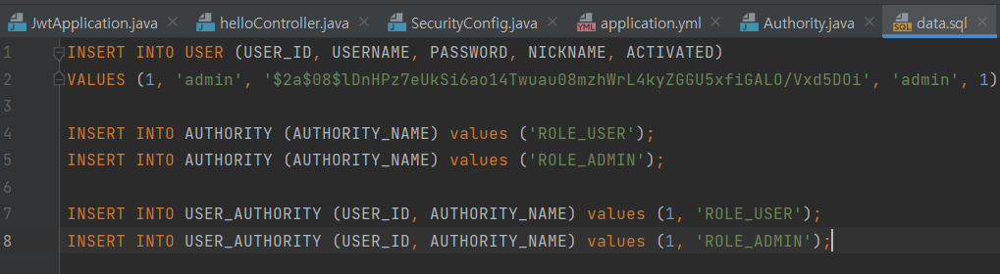 JwtApplication.java helloController.java SecurityConfig.java application.yml Authority.java data.sql
1 INSERT INTO USER (USER_ID, USERNAME, PASSWORD, NICKNAME, ACTIVATED)
2 VALUES (1, 'admin', '$2a$08$lDnHPz7eUkSi6ao14Twuau08mzhWrL4kyZGGU5xfiGALO/Vxd5DOi', 'admin', 1)
3
4 INSERT INTO AUTHORITY (AUTHORITY_NAME) values ('ROLE_USER');
5 INSERT INTO AUTHORITY (AUTHORITY_NAME) values ('ROLE_ADMIN');
6
7 INSERT INTO USER_AUTHORITY (USER_ID, AUTHORITY_NAME) values (1, 'ROLE_USER');
8 INSERT INTO USER_AUTHORITY (USER_ID, AUTHORITY_NAME) values (1, 'ROLE_ADMIN');